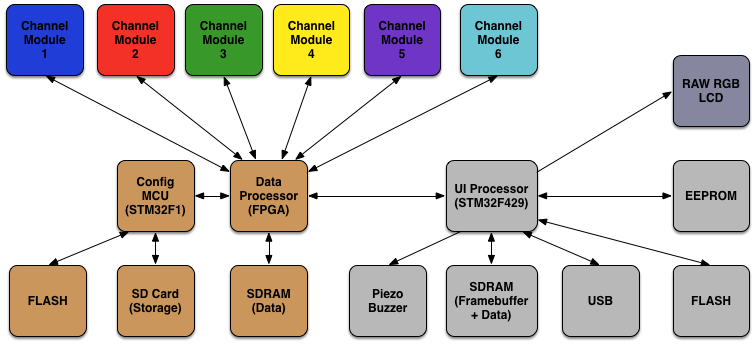 Channel
Module
1
Channel
Module
2
Channel
Module
3
Channel
Module
4
Channel
Module
5
Channel
Module
6
RAW RGB
LCD
Config
MCU
(STM32F1)
Data
Processor
(FPGA)
UI Processor
(STM32F429)
EEPROM
FLASH
SD Card
(Storage)
SDRAM
(Data)
Piezo
Buzzer
SDRAM
(Framebuffer
+ Data)
USB
FLASH